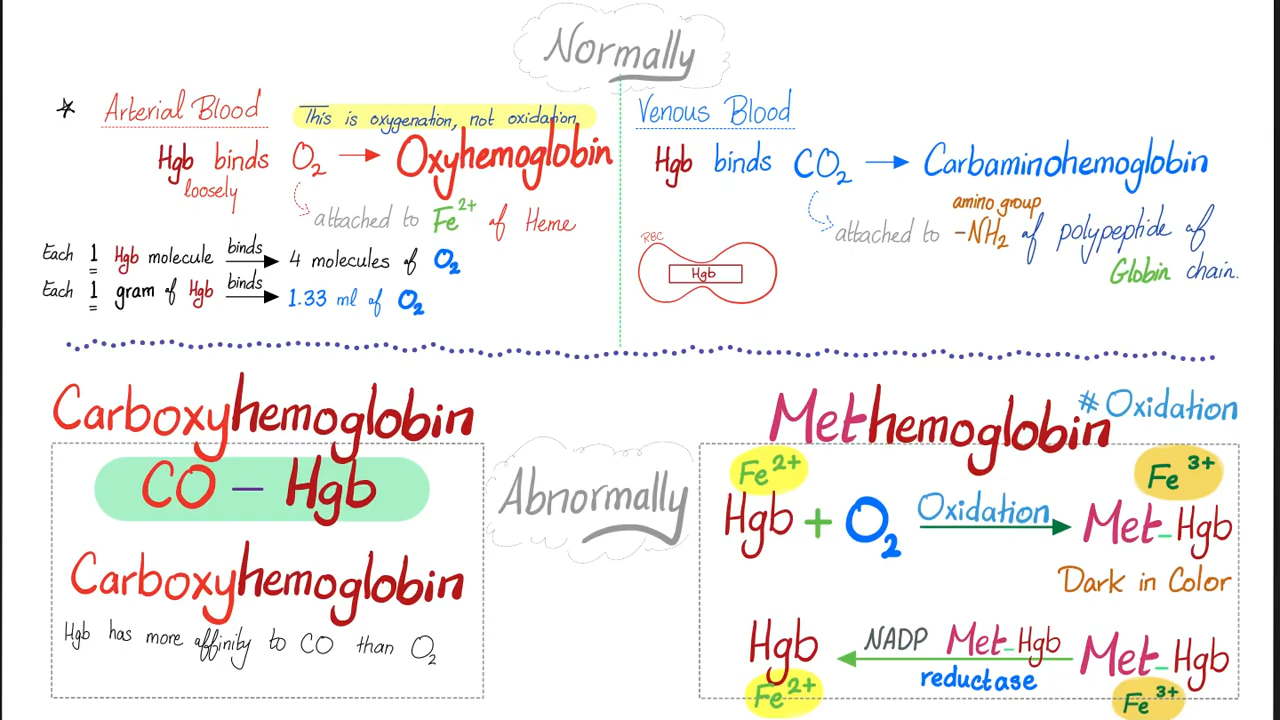 Normally
* Arterial Blood
This is oxygenation, not oxidation
Hgb binds O₂ → Oxyhemoglobin
loosely
attached to Fe²⁺ of Heme
Each 1 Hgb molecule binds → 4 molecules of O₂
Each 1 gram of Hgb binds → 1.33 ml of O₂
Venous Blood
Hgb binds CO₂ → Carbaminohemoglobin
amino group
attached to -NH₂ of polypeptide of
Globin chain.
RBC
Hgb
Abnormally
Carboxyhemoglobin
CO - Hgb
Carboxyhemoglobin
Hgb has more affinity to CO than O₂
Methemoglobin
# Oxidation
Fe²⁺
Fe³⁺
Hgb + O₂ Oxidation → Met-Hgb
Dark in Color
Hgb ← NADP Met-Hgb Met-Hgb
reductase
Fe²⁺
Fe³⁺